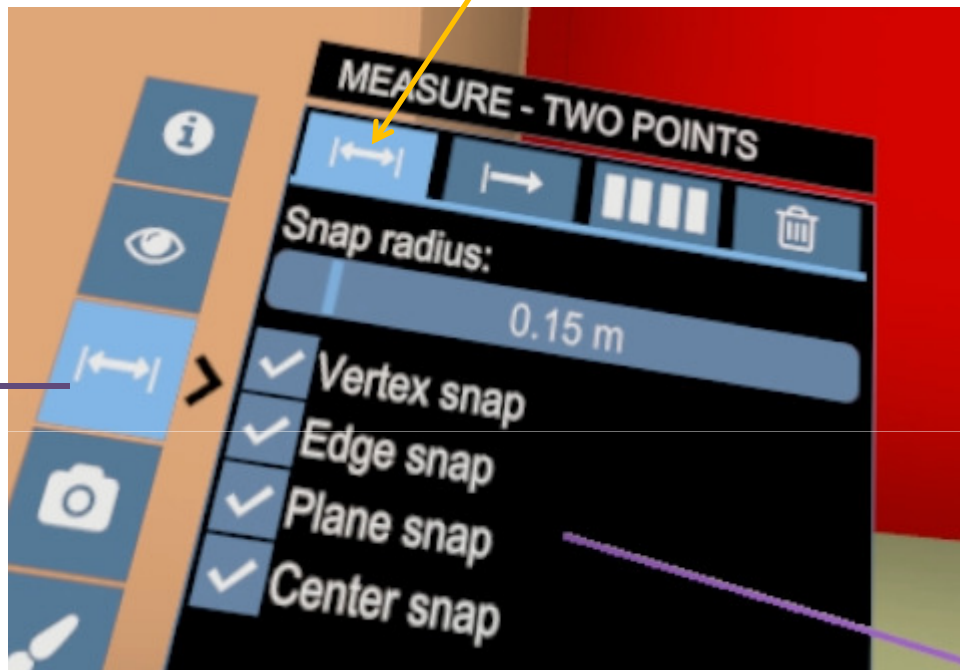 MEASURE - TWO POINTS
Snap radius:
0.15 m
Vertex snap
Edge snap
Plane snap
Center snap